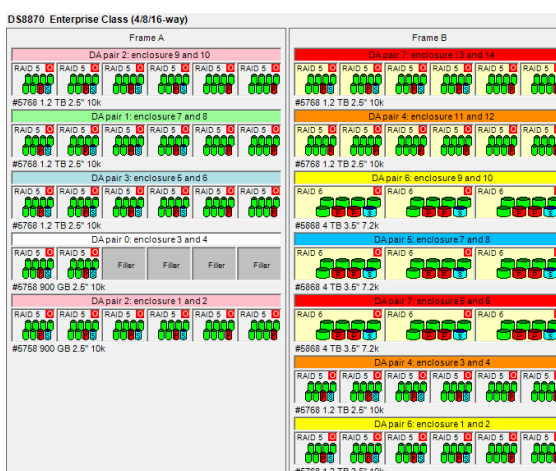 DS8870 Enterprise Class (4/8/16-way)
Frame A
DA pair 2: enclosure 9 and 10
RAID 5 RAID 5 RAID 5 RAID 5 RAID 5 RAID 5
#5768 1.2 TB 2.5" 10k
DA pair 1: enclosure 7 and 8
RAID 5 RAID 5 RAID 5 RAID 5 RAID 5 RAID 5
#5768 1.2 TB 2.5" 10k
DA pair 3: enclosure 5 and 6
RAID 5 RAID 5 RAID 5 RAID 5 RAID 5 RAID 5
#5768 1.2 TB 2.5" 10k
DA pair 0: enclosure 3 and 4
RAID 5 RAID 5 Filler Filler Filler Filler
#5758 900 GB 2.5" 10k
DA pair 2: enclosure 1 and 2
RAID 5 RAID 5 RAID 5 RAID 5 RAID 5 RAID 5
#5758 900 GB 2.5" 10k
Frame B
DA pair 7: enclosure 13 and 14
RAID 5 RAID 5 RAID 5 RAID 5 RAID 5 RAID 5
#5768 1.2 TB 2.5" 10k
DA pair 4: enclosure 11 and 12
RAID 5 RAID 5 RAID 5 RAID 5 RAID 5 RAID 5
#5768 1.2 TB 2.5" 10k
DA pair 6: enclosure 9 and 10
RAID 6 RAID 6 RAID 6
#5868 4 TB 3.5" 7.2k
DA pair 5: enclosure 7 and 8
RAID 6 RAID 6 RAID 6
#5868 4 TB 3.5" 7.2k
DA pair 7: enclosure 5 and 6
RAID 6 RAID 6 RAID 6
#5868 4 TB 3.5" 7.2k
DA pair 4: enclosure 3 and 4
RAID 5 RAID 5 RAID 5 RAID 5 RAID 5 RAID 5
#5768 1.2 TB 2.5" 10k
DA pair 6: enclosure 1 and 2
RAID 5 RAID 5 RAID 5 RAID 5 RAID 5 RAID 5
#5768 1.2 TB 2.5" 10k